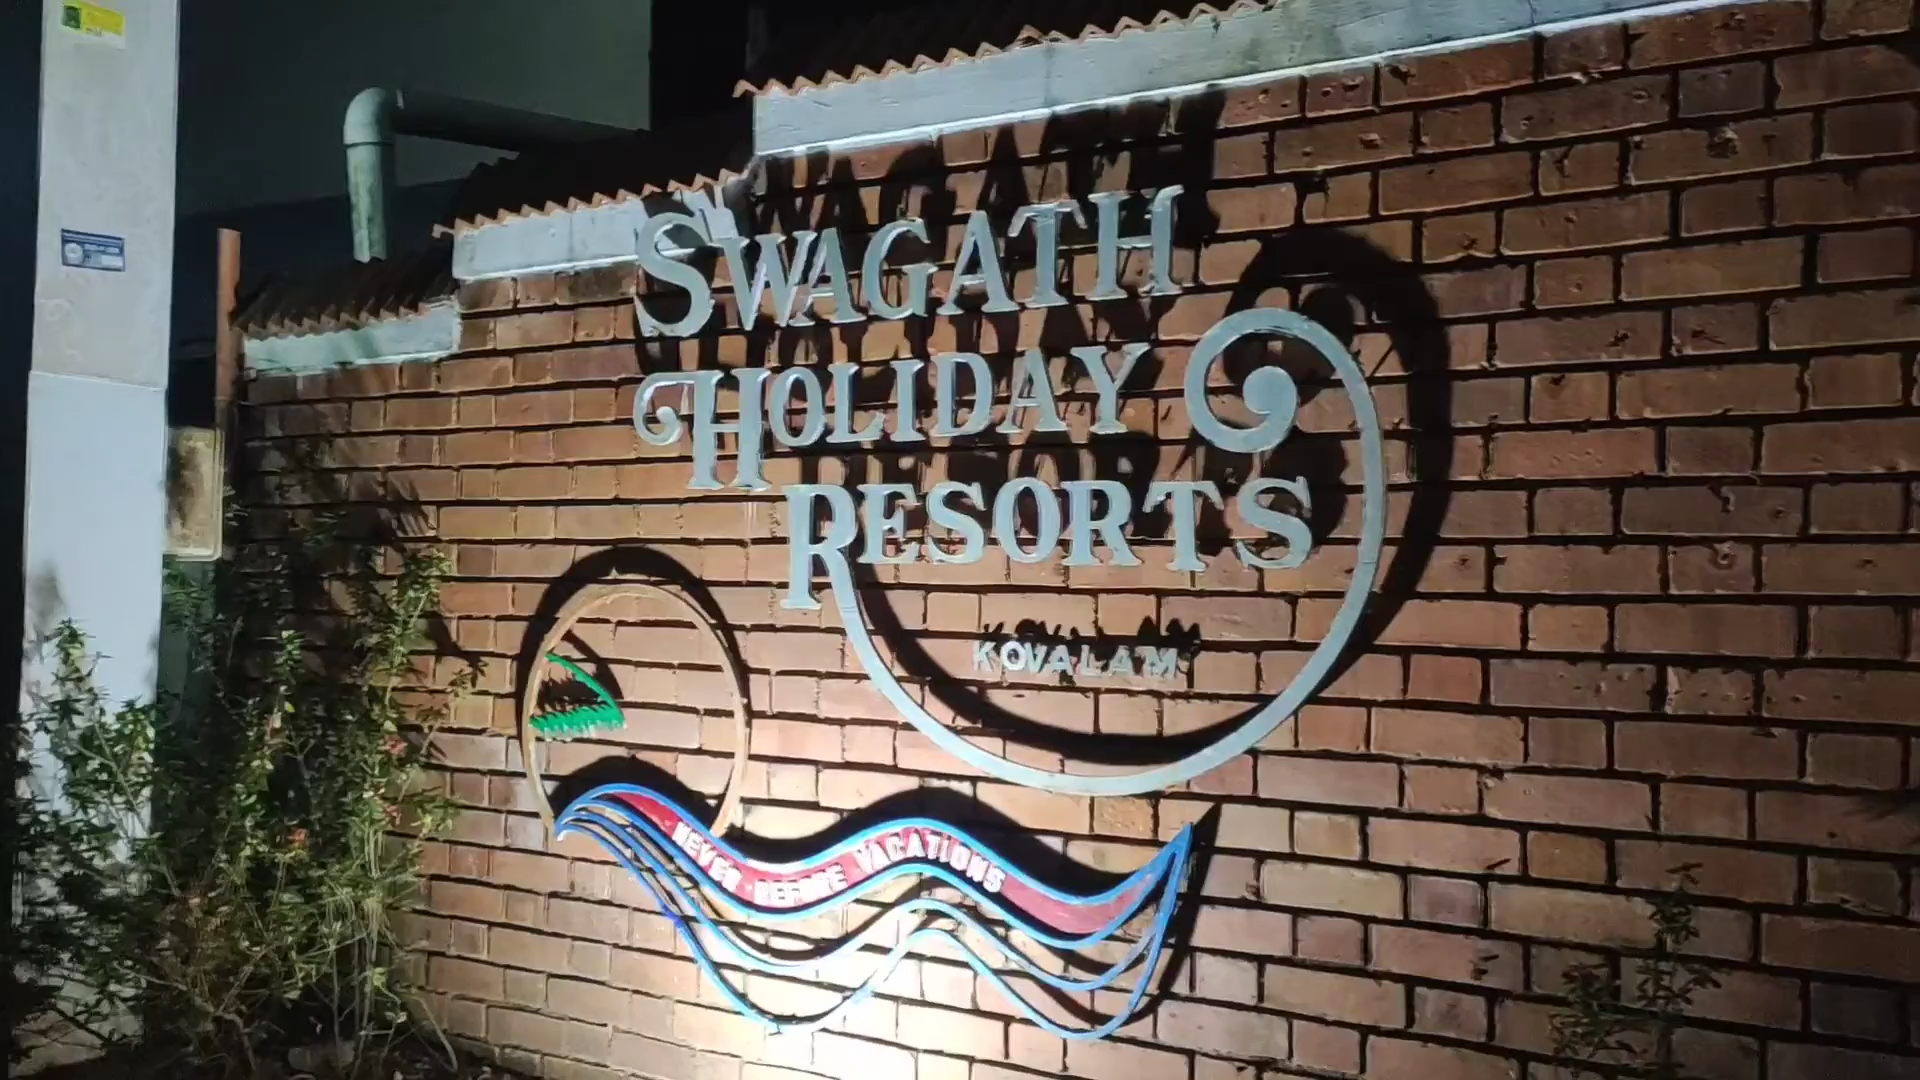 SWAGATH
HOLIDAY
RESORTS
KOVALAM
NEVER BEFORE VACATIONS